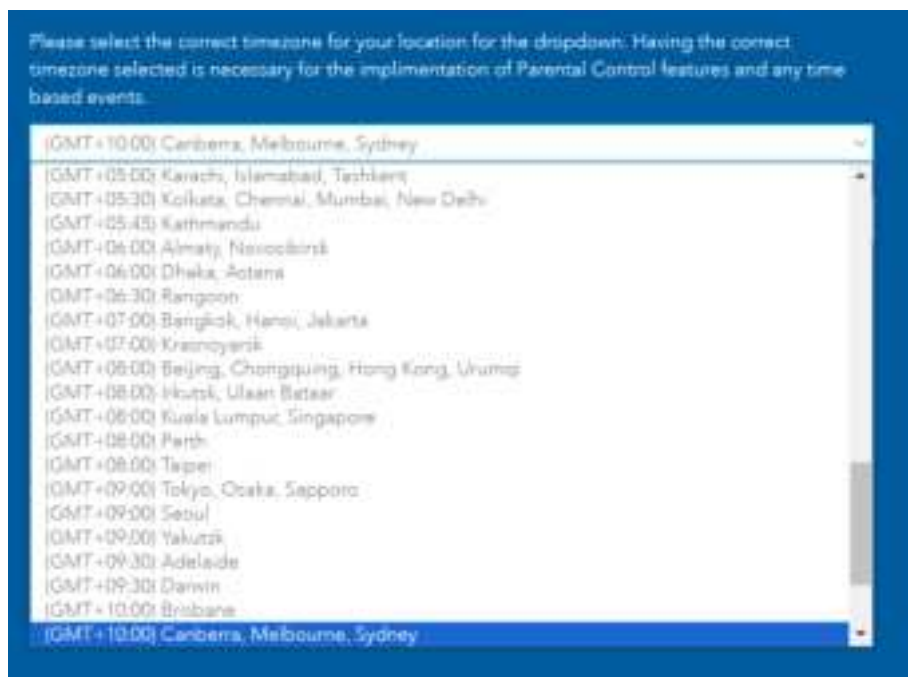 Please select the correct timezone for your location for the dropdown. Having the correct
timezone selected is necessary for the implimentation of Parental Control features and any time
based events.
(GMT+10:00) Canberra, Melbourne, Sydney
(GMT+05:00) Karachi, Islamabad, Tashkent
(GMT+05:30) Kolkata, Chennai, Mumbai, New Delhi
(GMT+05:45) Kathmandu
(GMT+06:00) Almaty, Novosibirsk
(GMT+06:00) Dhaka, Astana
(GMT+06:30) Rangoon
(GMT+07:00) Bangkok, Hanoi, Jakarta
(GMT+07:00) Krasnoyarsk
(GMT+08:00) Beijing, Chongquing, Hong Kong, Urumqi
(GMT+08:00) Irkutsk, Ulaan Bataar
(GMT+08:00) Kuala Lumpur, Singapore
(GMT+08:00) Perth
(GMT+08:00) Taipei
(GMT+09:00) Tokyo, Osaka, Sapporo
(GMT+09:00) Seoul
(GMT+09:00) Yakutsk
(GMT+09:30) Adelaide
(GMT+09:30) Darwin
(GMT+10:00) Brisbane
(GMT+10:00) Canberra, Melbourne, Sydney